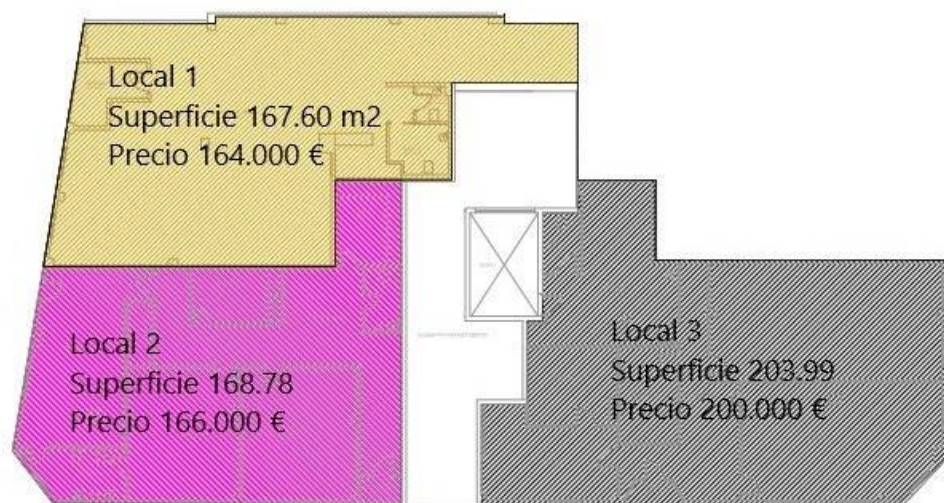 Local 1
Superficie 167.60 m2
Precio 164.000 €
Local 2
Superficie 168.78
Precio 166.000 €
Local 3
Superficie 203.99
Precio 200.000 €